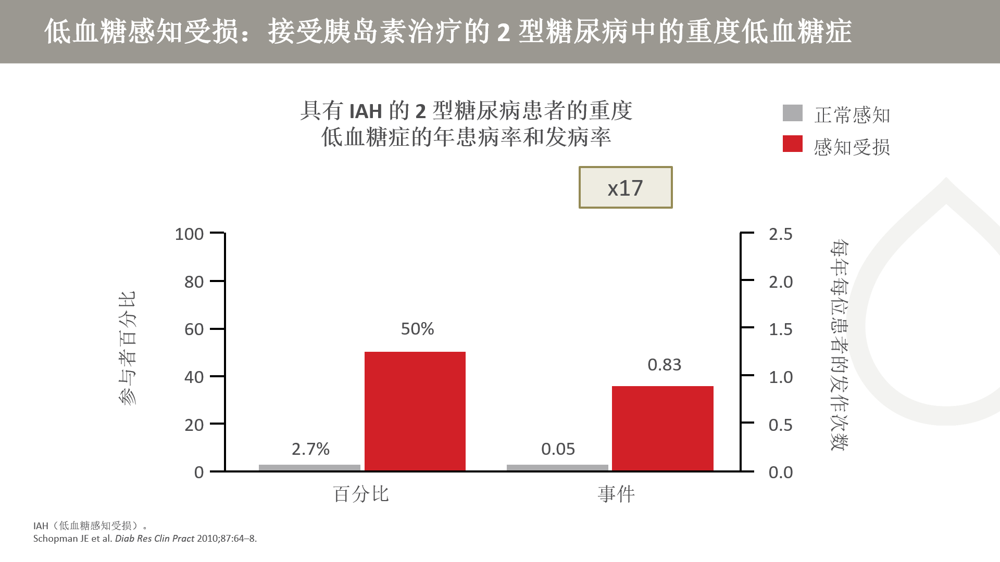 低血糖感知受损：接受胰岛素治疗的 2 型糖尿病中的重度低血糖症
具有 IAH 的 2 型糖尿病患者的重度
低血糖症的年患病率和发病率
正常感知
感知受损
x17
参与者百分比
100
80
60
40
20
0
2.7%
50%
0.05
0.83
2.5
2.0
1.5
1.0
0.5
0.0
每年每位患者的发作次数
百分比
事件
IAH（低血糖感知受损）。
Schopman JE et al. Diab Res Clin Pract 2010;87:64–8.